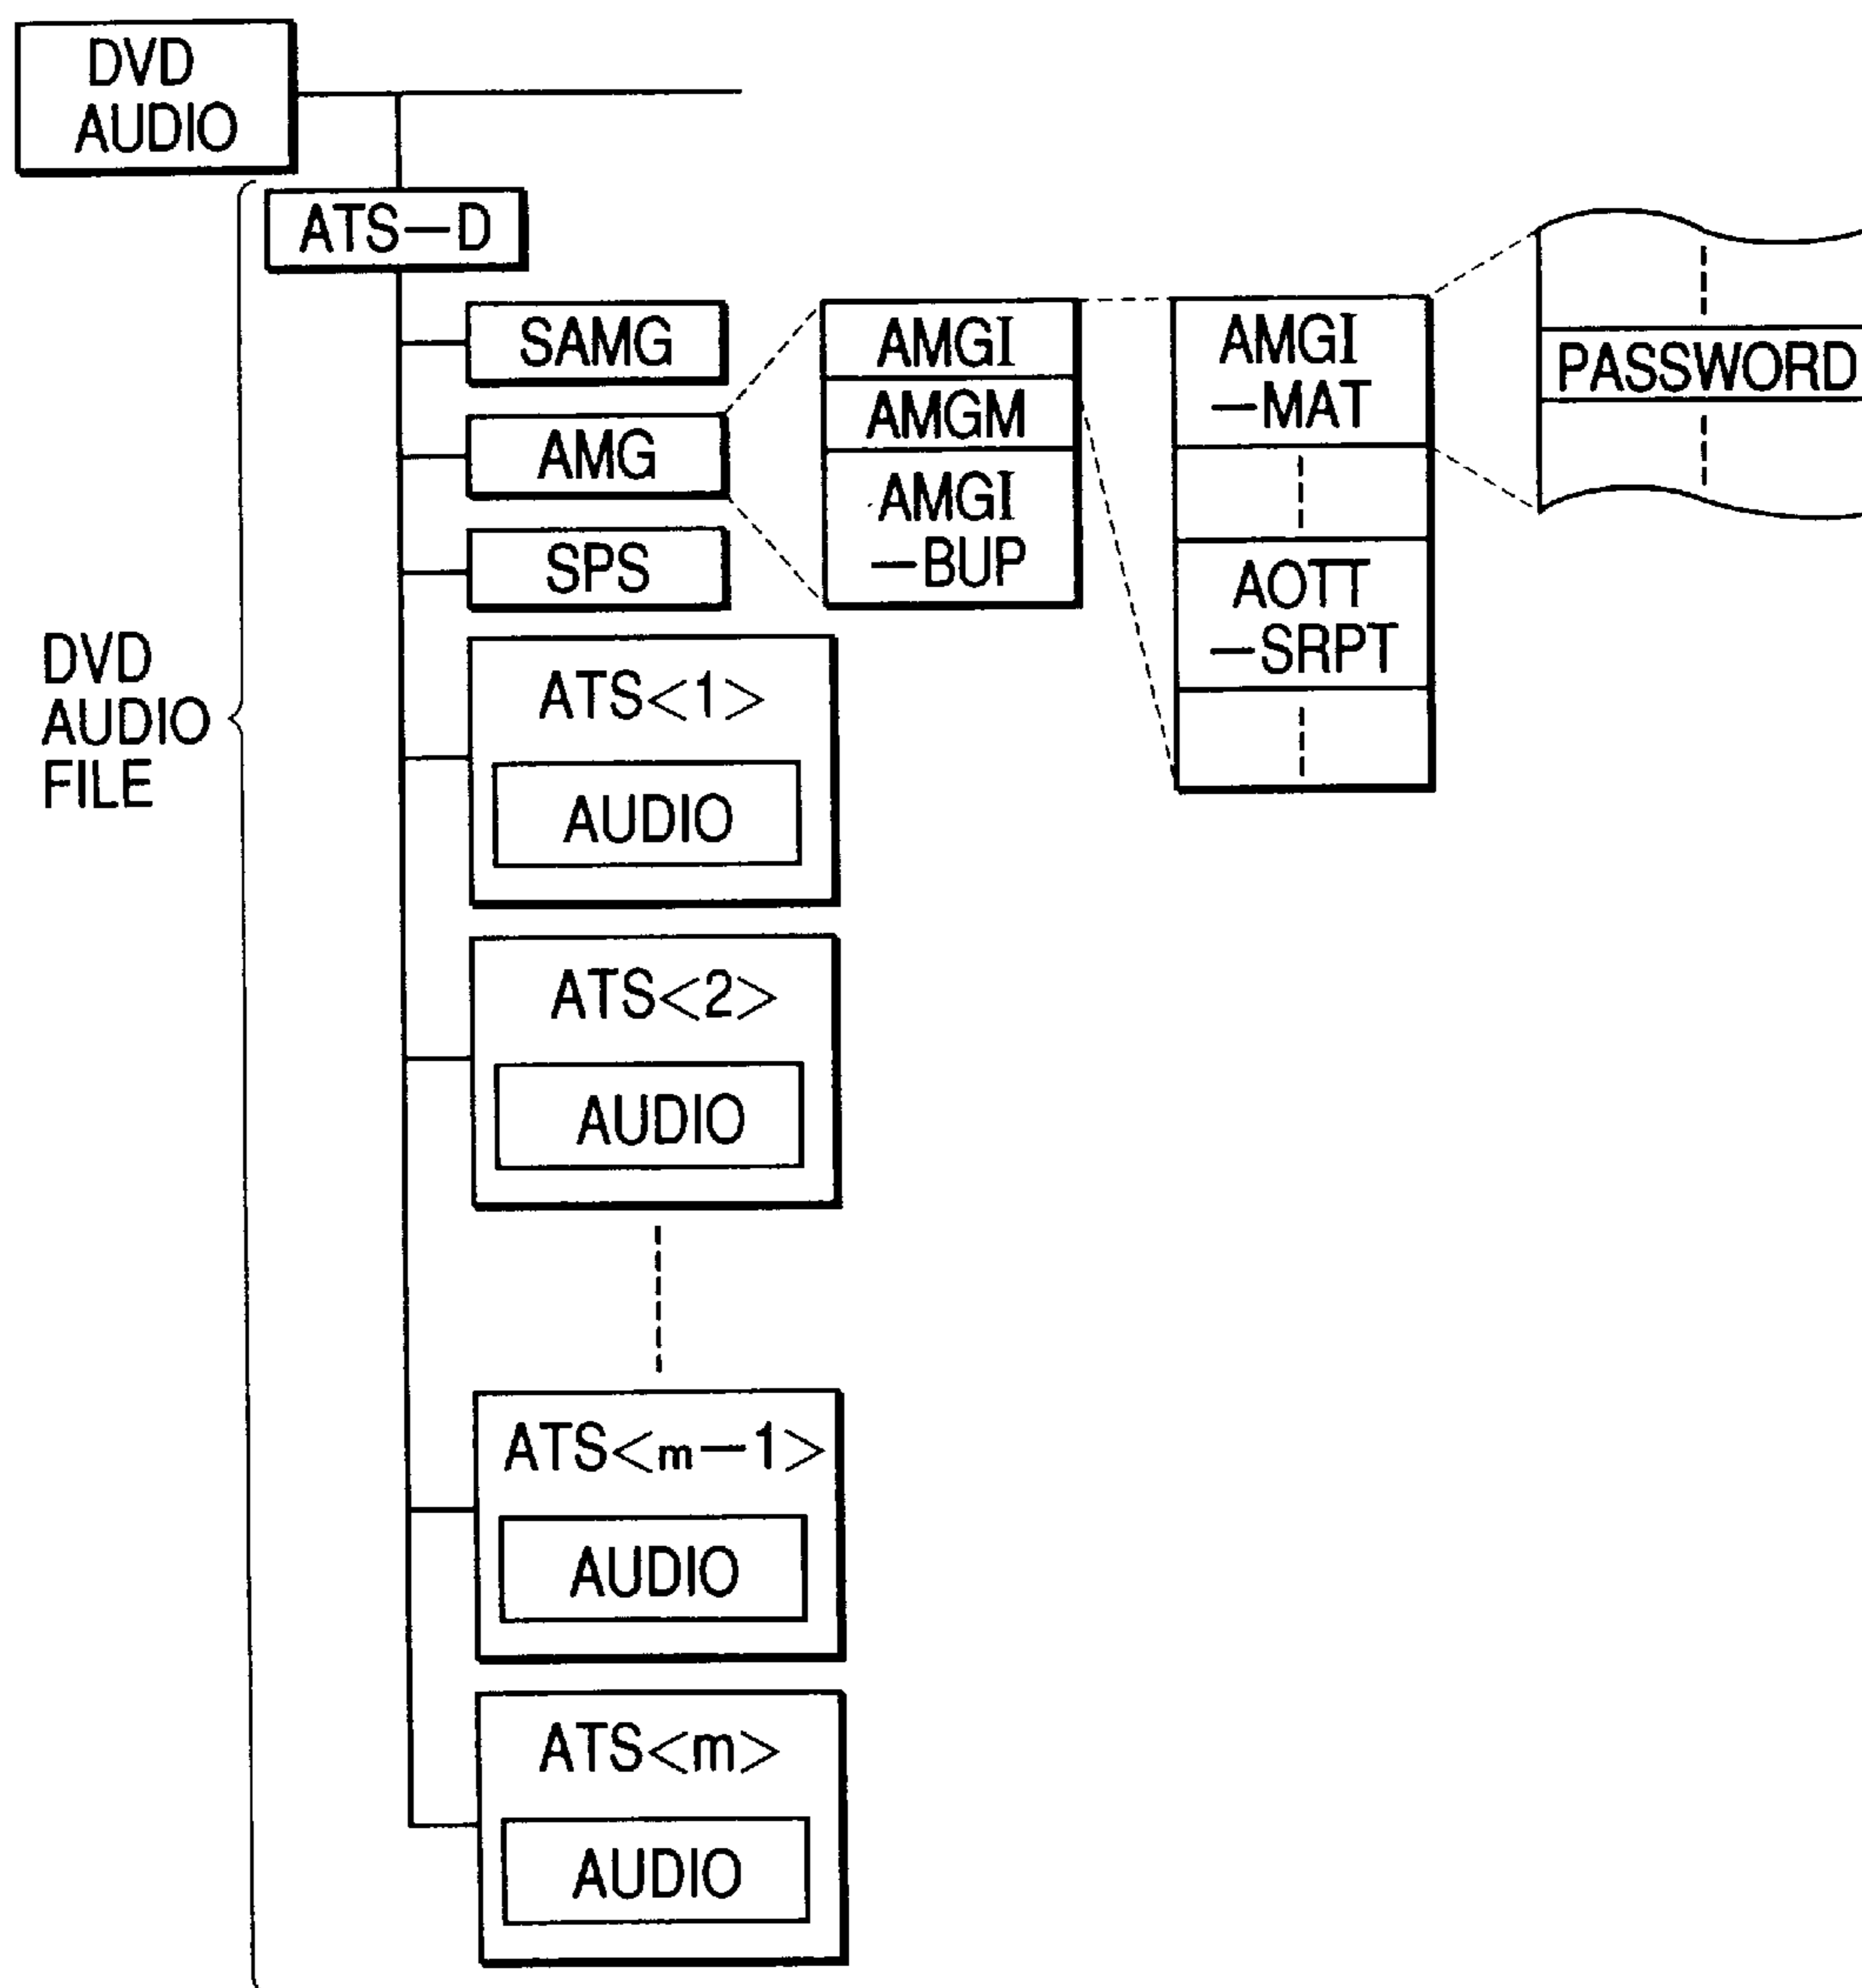 DVD
AUDIO
ATS—D
SAMG
AMG
SPS
AMGI
AMGM
AMGI
—BUP
AMGI
—MAT
AOTT
—SRPT
PASSWORD
DVD
AUDIO
FILE
ATS<1>
AUDIO
ATS<2>
AUDIO
ATS<m—1>
AUDIO
ATS<m>
AUDIO